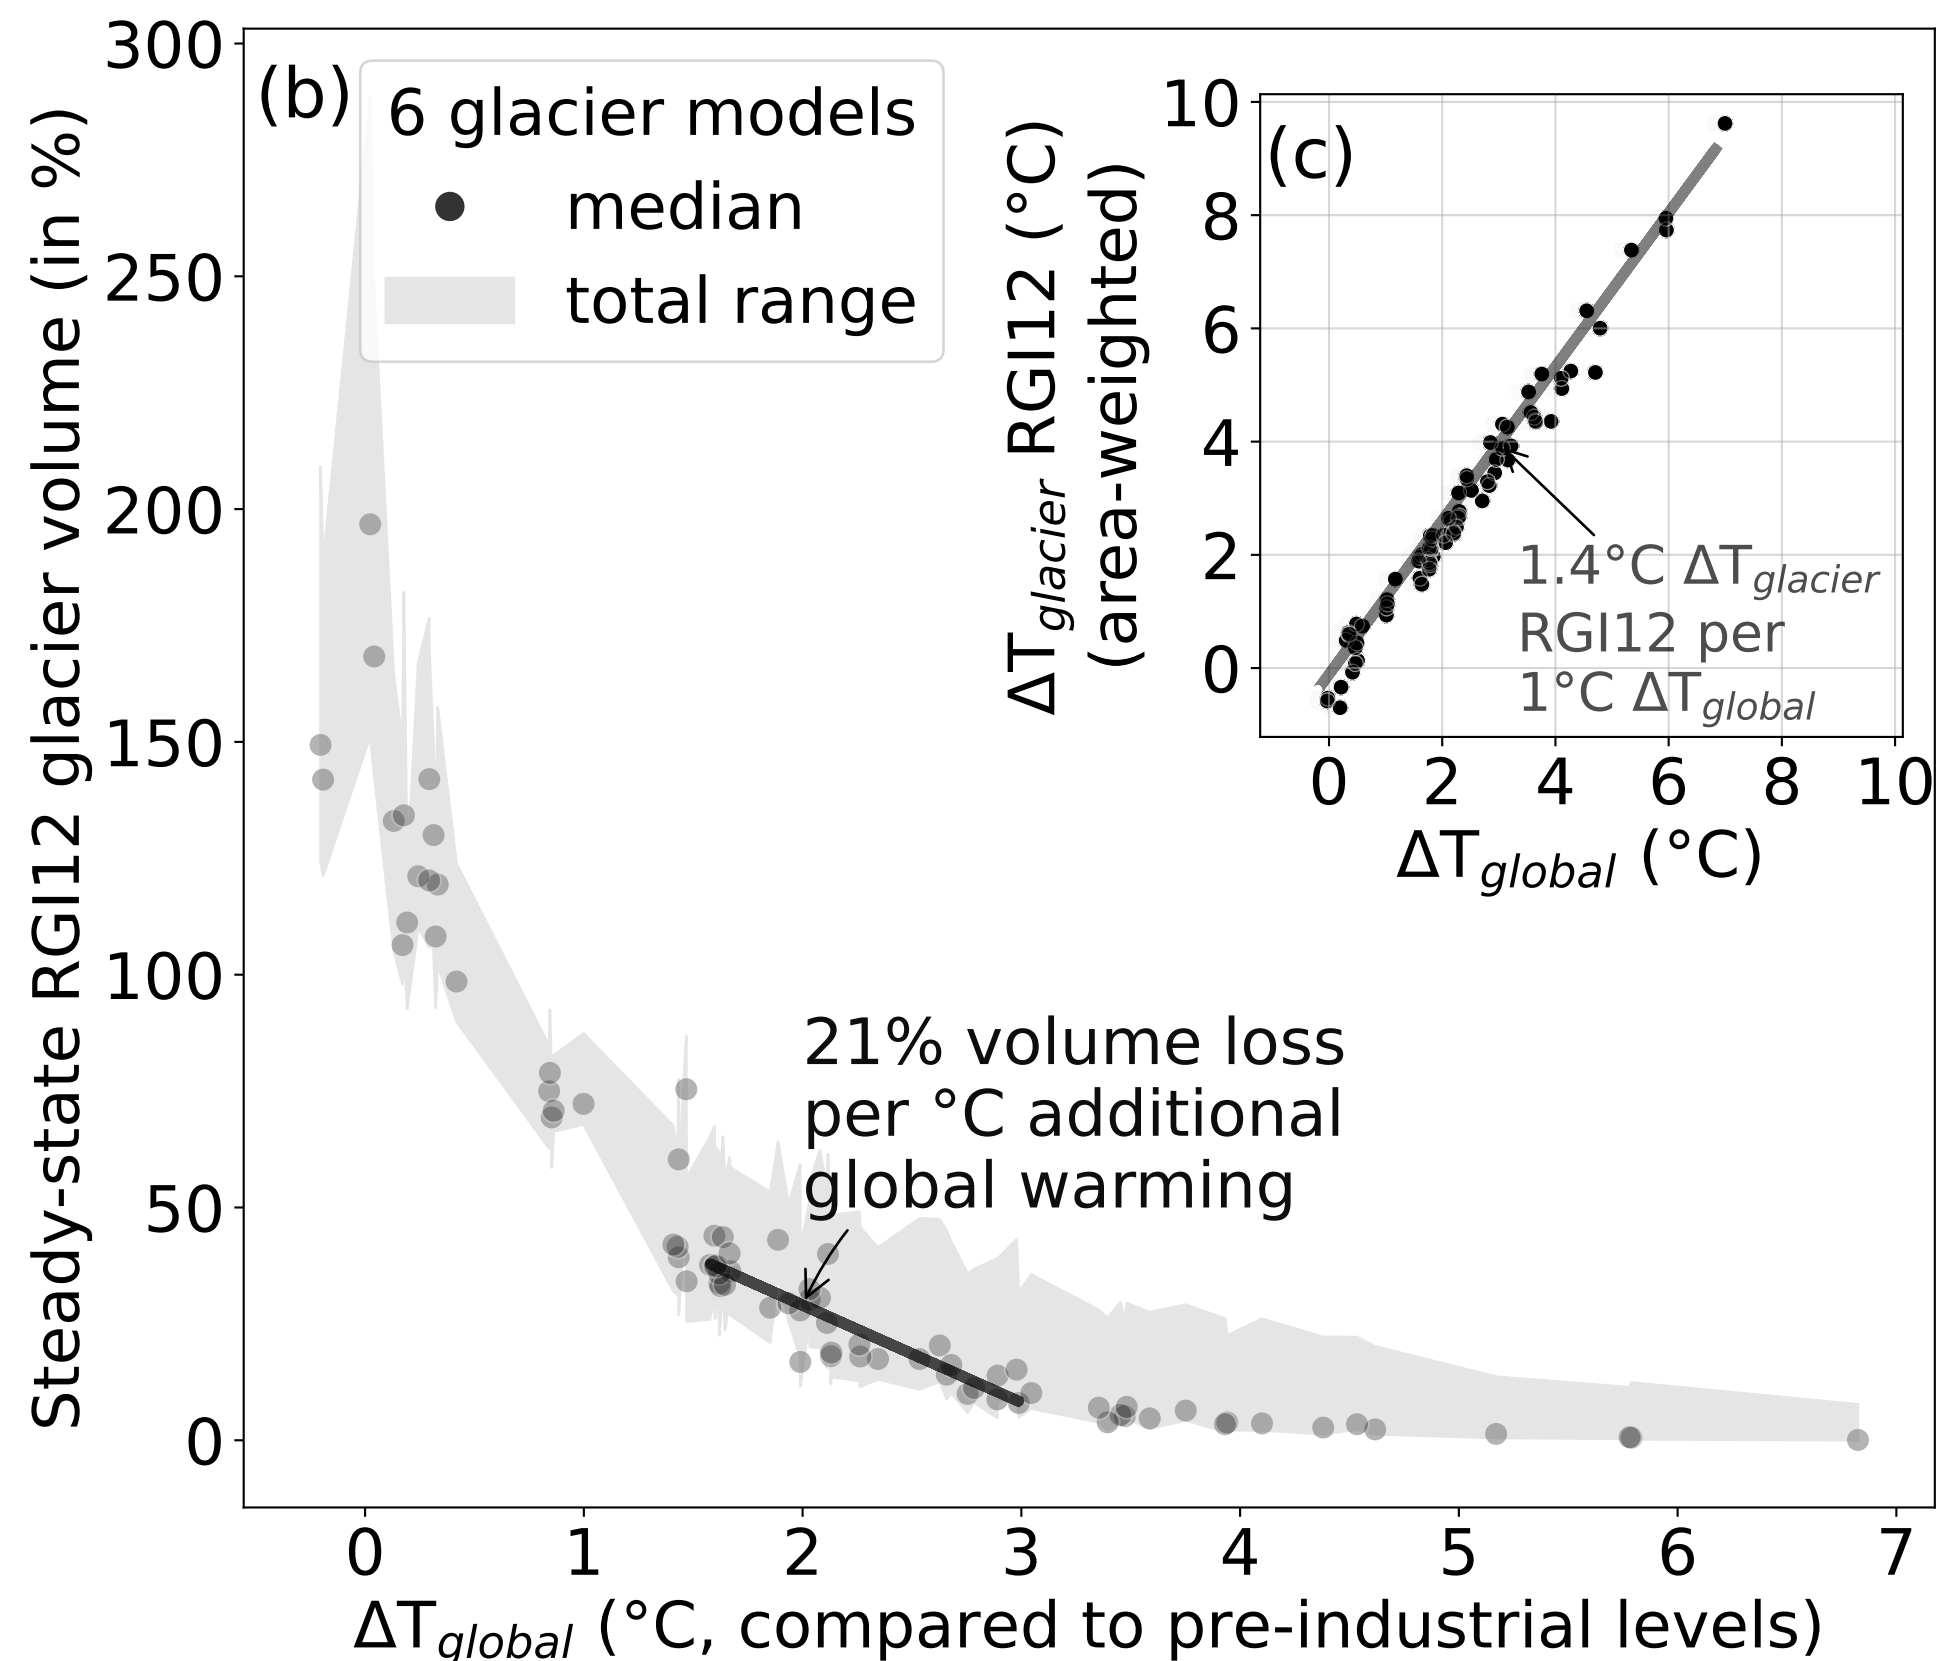 (b)
6 glacier models
median
total range
Steady-state RGI12 glacier volume (in %)
300
250
200
150
100
50
0
0 1 2 3 4 5 6 7
ΔTglobal (°C, compared to pre-industrial levels)
21% volume loss
per °C additional
global warming
(c)
ΔTglacier RGI12 (°C)
(area-weighted)
10
8
6
4
2
0
0 2 4 6 8 10
ΔTglobal (°C)
1.4°C ΔTglacier
RGI12 per
1°C ΔTglobal